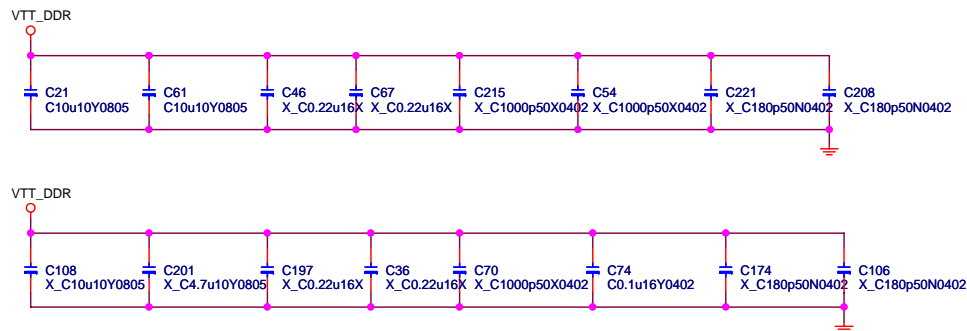 VTT_DDR
C21 C61 C46 C67 C215 C54 C221 C208
C10u10Y0805 C10u10Y0805 X_C0.22u16X X_C0.22u16X X_C1000p50X0402 X_C1000p50X0402 X_C180p50N0402 X_C180p50N0402
VTT_DDR
C108 C201 C197 C36 C70 C74 C174 C106
X_C10u10Y0805 X_C4.7u10Y0805 X_C0.22u16X X_C0.22u16X X_C1000p50X0402 C0.1u16Y0402 X_C180p50N0402 X_C180p50N0402